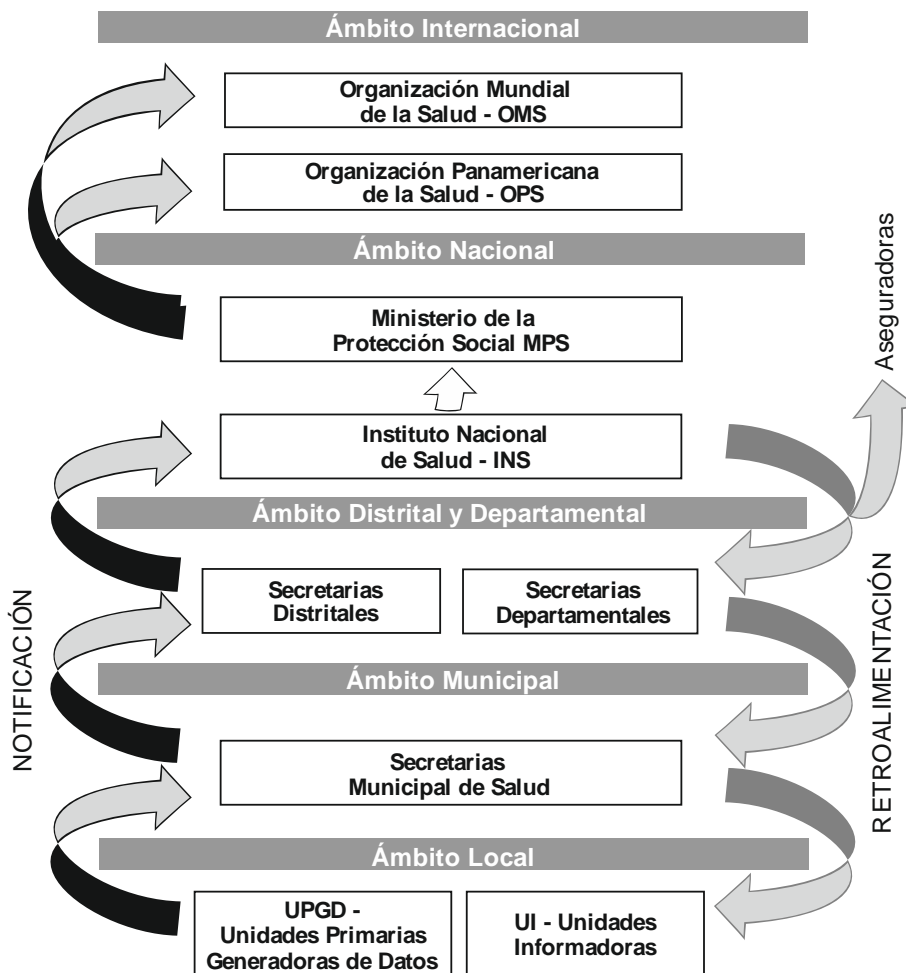 Ámbito Internacional
Organización Mundial
de la Salud - OMS
Organización Panamericana
de la Salud - OPS
Ámbito Nacional
Ministerio de la
Protección Social MPS
Aseguradoras
Instituto Nacional
de Salud - INS
Ámbito Distrital y Departamental
Secretarias
Distritales
Secretarias
Departamentales
NOTIFICACIÓN
RETROALIMENTACIÓN
Ámbito Municipal
Secretarias
Municipal de Salud
Ámbito Local
UPGD -
Unidades Primarias
Generadoras de Datos
UI - Unidades
Informadoras